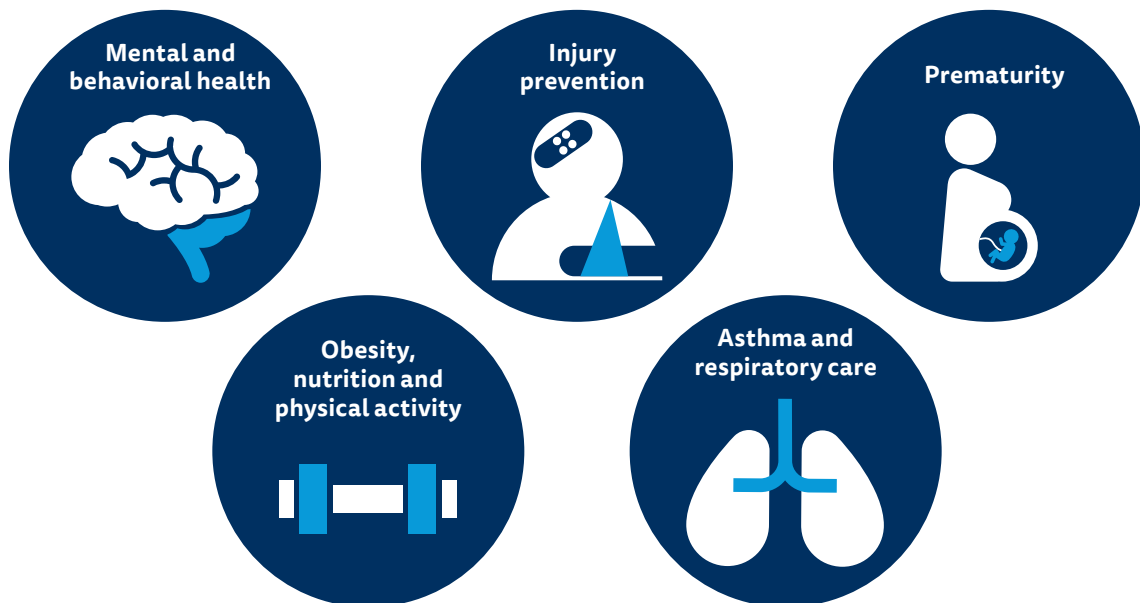 Mental and
behavioral health
Injury
prevention
Prematurity
Obesity,
nutrition and
physical activity
Asthma and
respiratory care